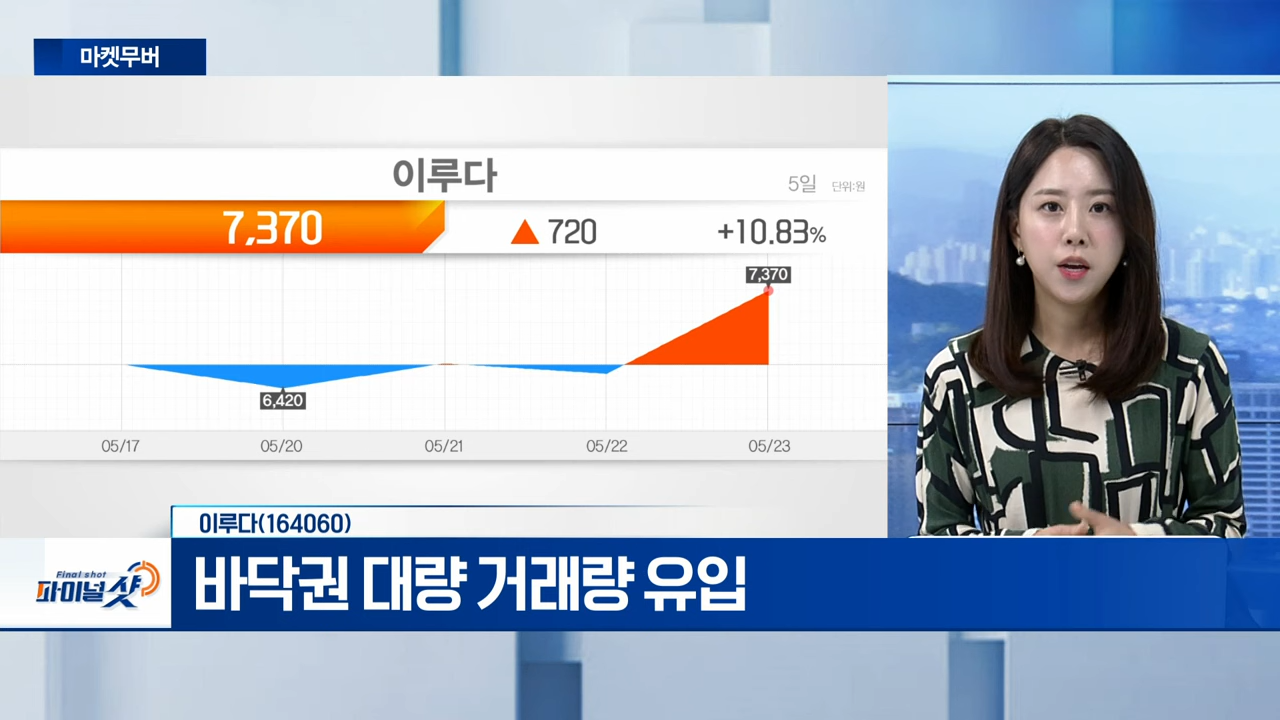 마켓무버
이루다
5일 단위:원
7,370 ▲ 720 +10.83%
7,370
6,420
05/17 05/20 05/21 05/22 05/23
이루다(164060)
Final shot
파이널샷
바닥권 대량 거래량 유입